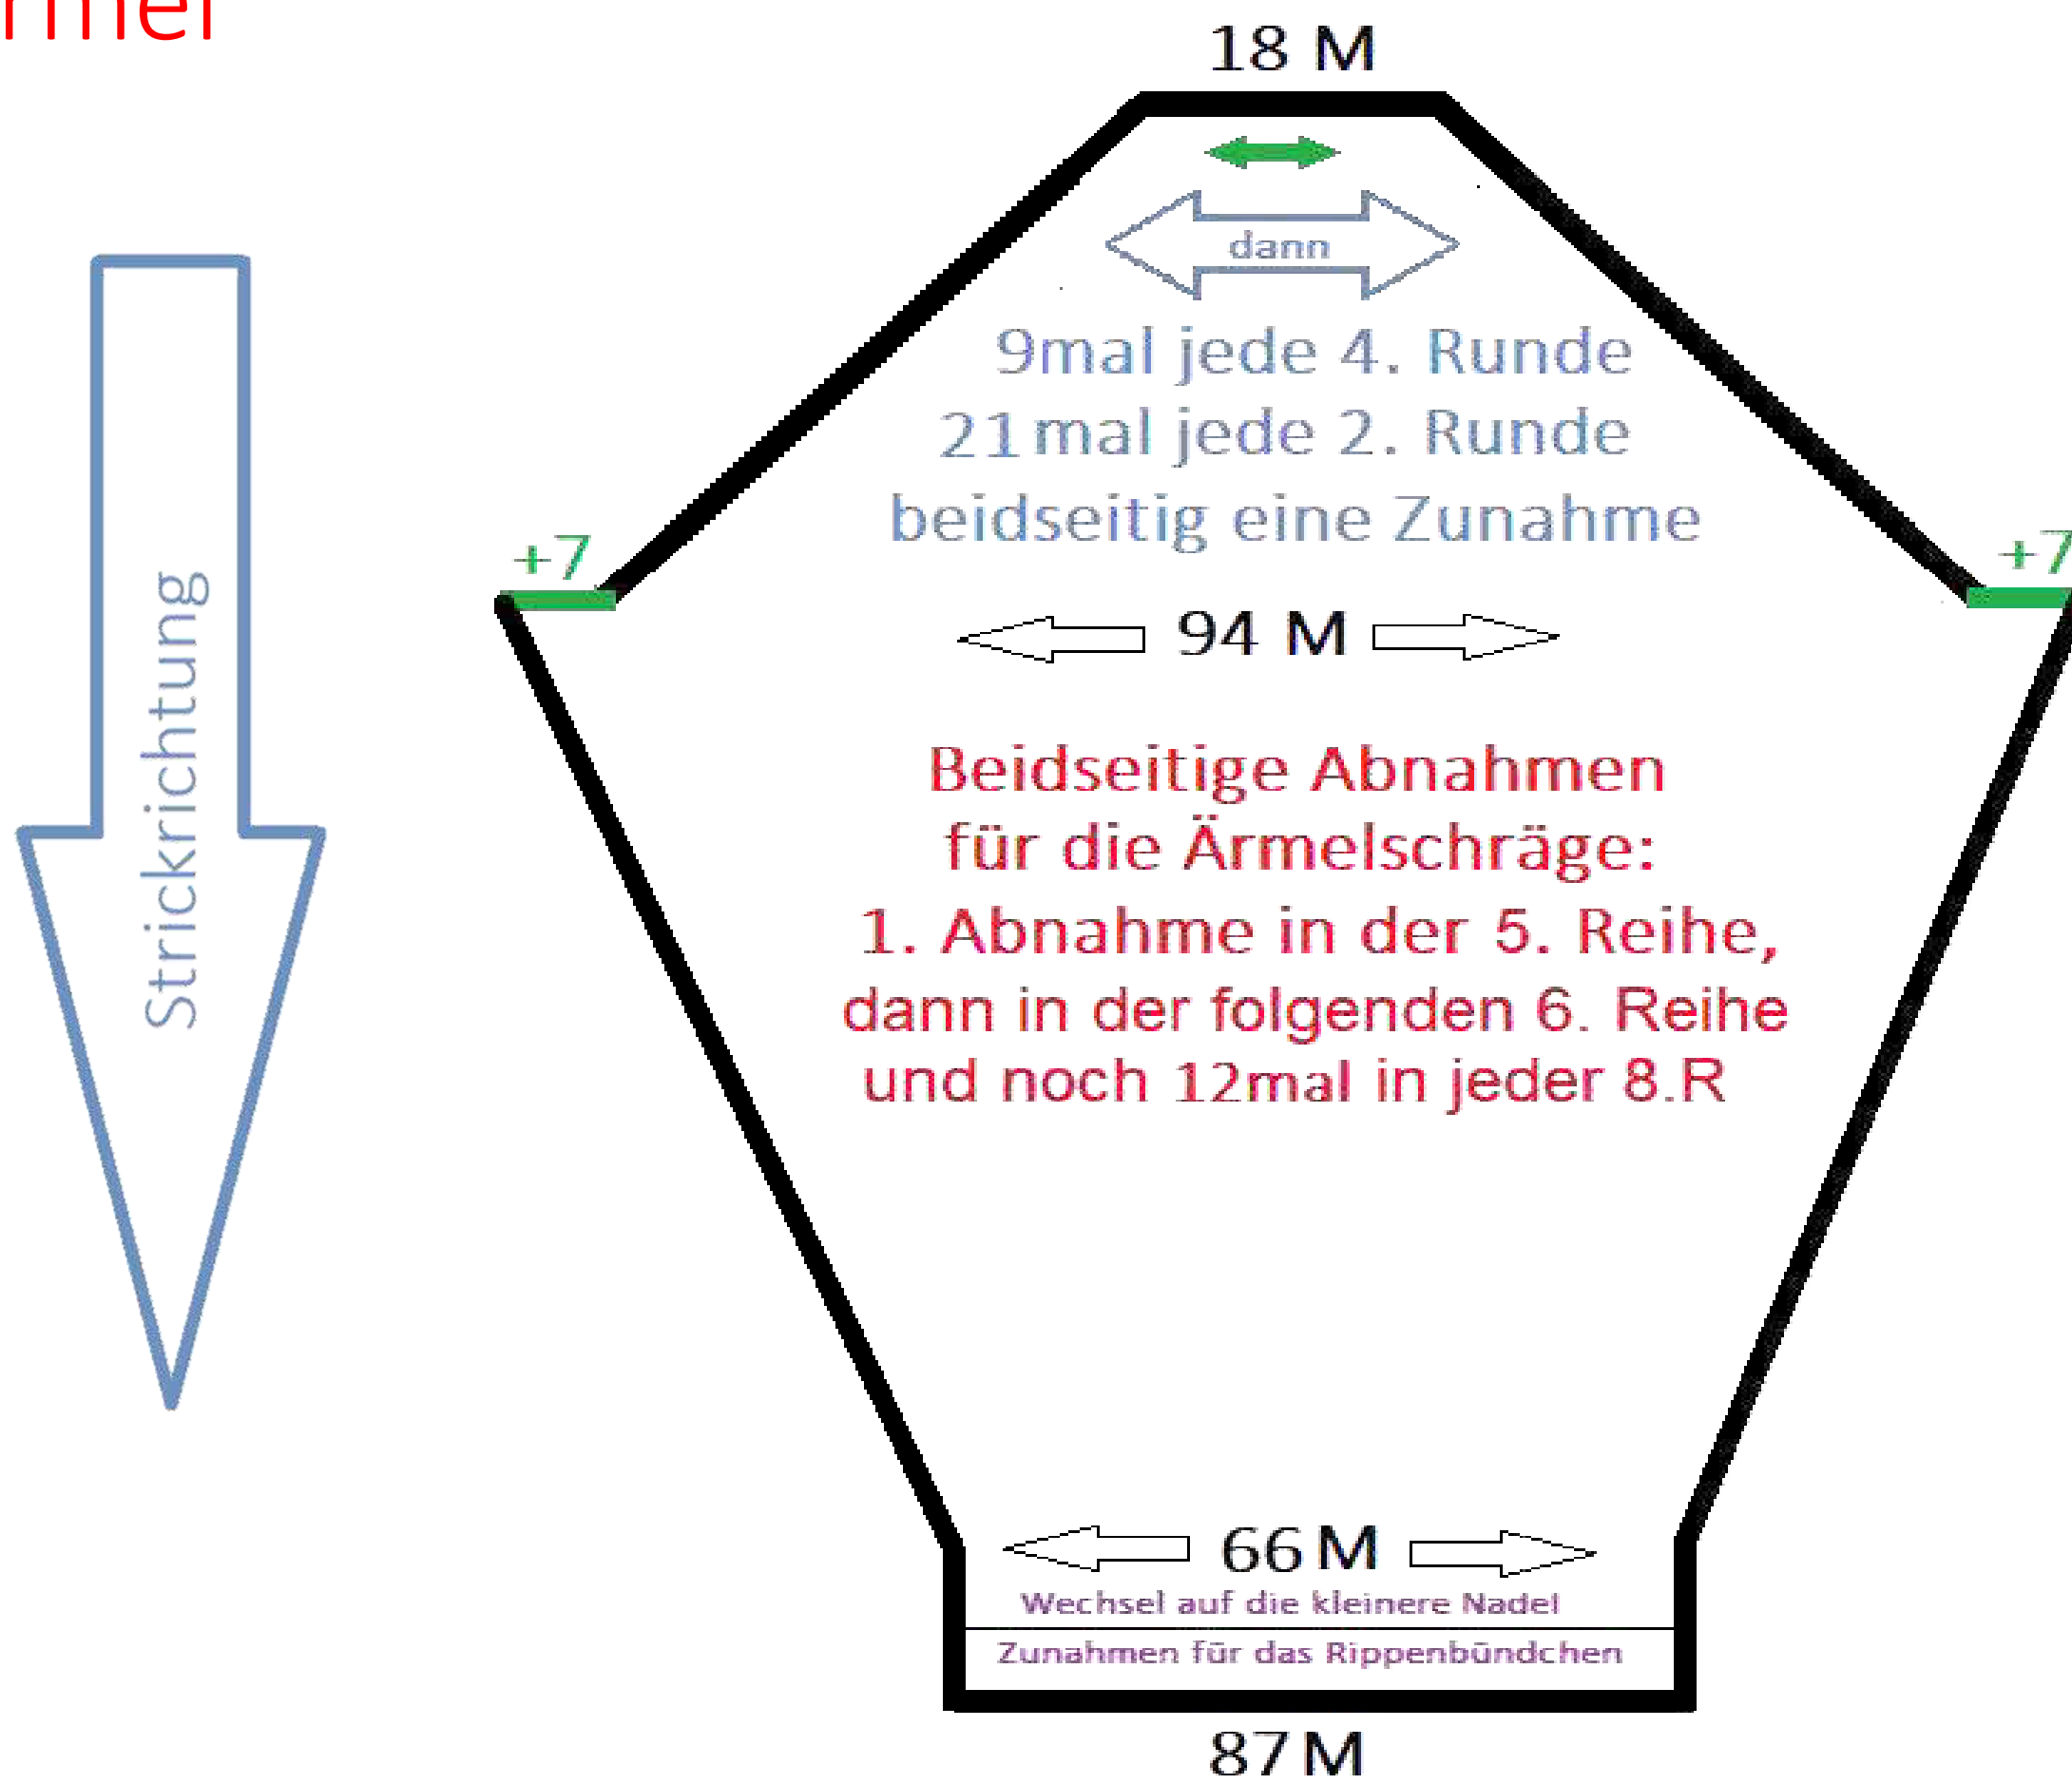 18 M
dann
9mal jede 4. Runde
21mal jede 2. Runde
beidseitig eine Zunahme
+7
+7
94 M
Strickrichtung
Beidseitige Abnahmen
für die Ärmelschräge:
1. Abnahme in der 5. Reihe,
dann in der folgenden 6. Reihe
und noch 12mal in jeder 8.R
66 M
Wechsel auf die kleinere Nadel
Zunahmen für das Rippenbündchen
87 M